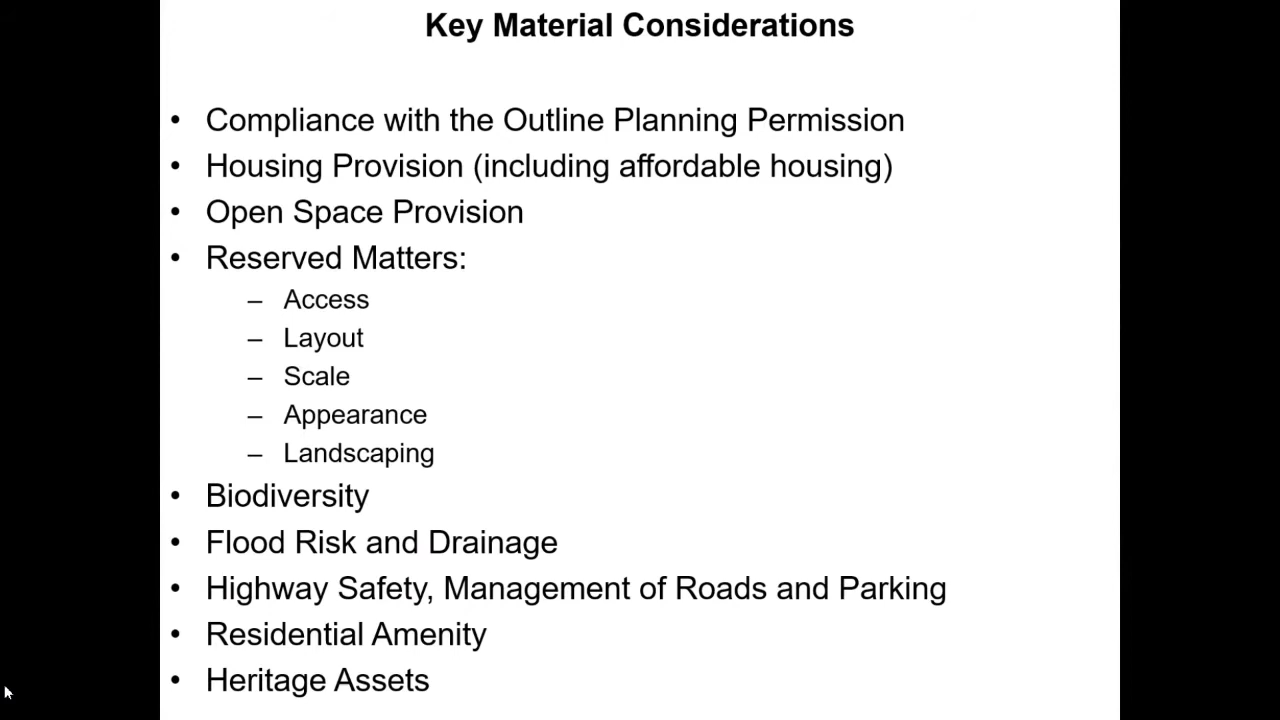 Key Material Considerations
• Compliance with the Outline Planning Permission
• Housing Provision (including affordable housing)
• Open Space Provision
• Reserved Matters:
– Access
– Layout
– Scale
– Appearance
– Landscaping
• Biodiversity
• Flood Risk and Drainage
• Highway Safety, Management of Roads and Parking
• Residential Amenity
• Heritage Assets